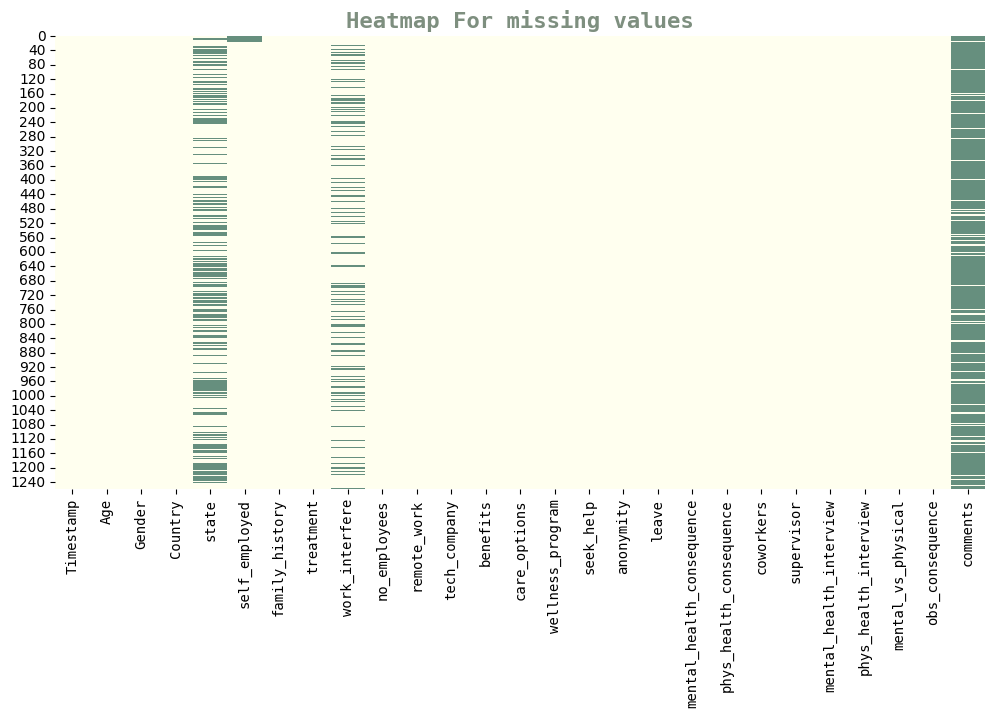 Heatmap For missing values
0
40
80
120
160
200
240
280
320
360
400
440
480
520
560
600
640
680
720
760
800
840
880
920
960
1000
1040
1080
1120
1160
1200
1240
Timestamp
Age
Gender
Country
state
self_employed
family_history
treatment
work_interfere
no_employees
remote_work
tech_company
benefits
care_options
wellness_program
seek_help
anonymity
leave
mental_health_consequence
phys_health_consequence
coworkers
supervisor
mental_health_interview
phys_health_interview
mental_vs_physical
obs_consequence
comments